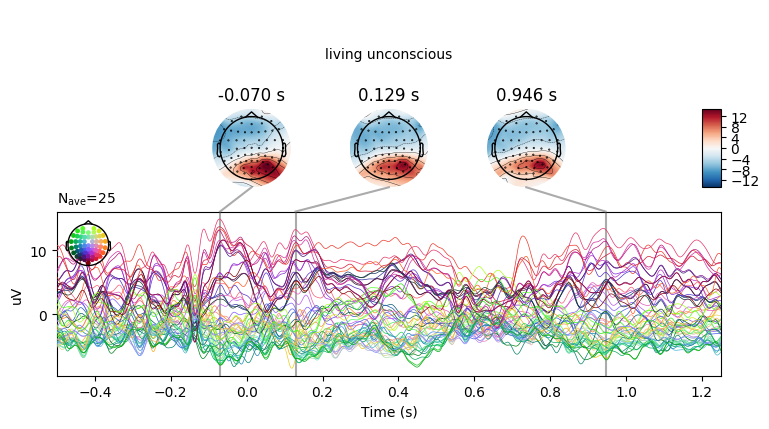 living unconscious
-0.070 s 0.129 s 0.946 s
12
8
4
0
−4
−8
−12
Nave=25
10
0
uV
−0.4 −0.2 0.0 0.2 0.4 0.6 0.8 1.0 1.2
Time (s)